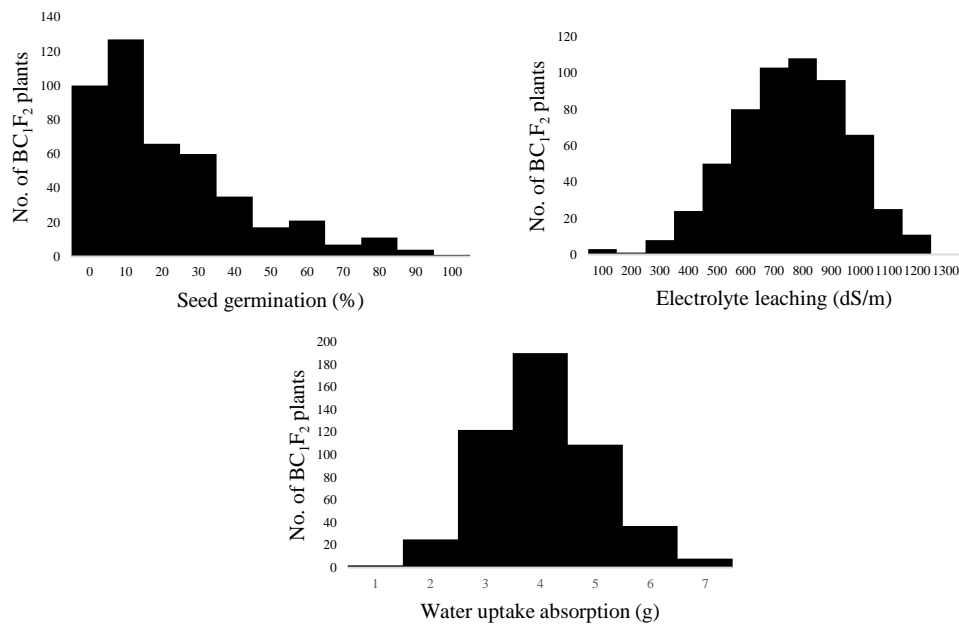 No. of BC₁F₂ plants
140
120
100
80
60
40
20
0
0 10 20 30 40 50 60 70 80 90 100
Seed germination (%)
No. of BC₁F₂ plants
120
100
80
60
40
20
0
100 200 300 400 500 600 700 800 900 1000 1100 1200 1300
Electrolyte leaching (dS/m)
No. of BC₁F₂ plants
200
180
160
140
120
100
80
60
40
20
0
1 2 3 4 5 6 7
Water uptake absorption (g)